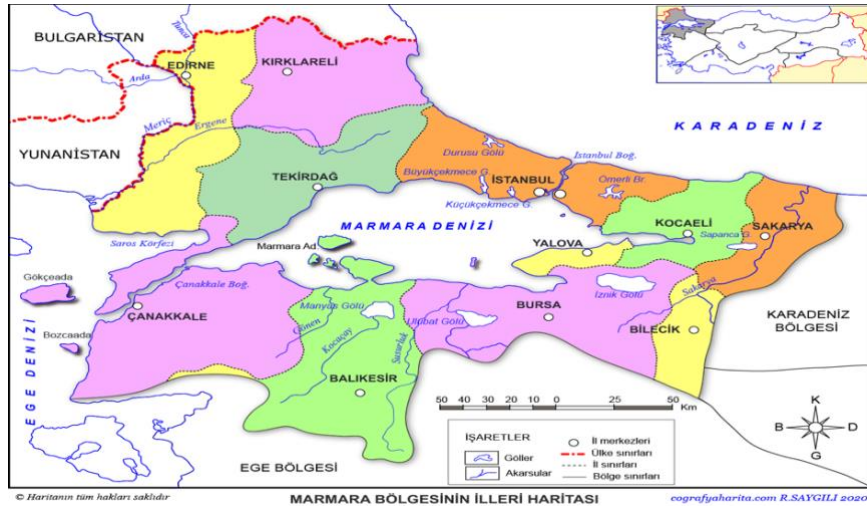 BULGARİSTAN
Tunca
EDİRNE
KIRKLARELİ
Arda
Meriç
Ergene
YUNANİSTAN
KARADENİZ
Durusu Gölü
İstanbul Boğ.
TEKİRDAĞ
Büyükçekmece G.
İSTANBUL
Ömerli Br.
Küçükçekmece G.
KOCAELİ
SAKARYA
MARMARA DENİZİ
Sapanca G.
Saros Körfezi
Marmara Ad.
YALOVA
Gökçeada
Çanakkale Boğ.
İznik Gölü
Sakarya
ÇANAKKALE
Manyas Gölü
BURSA
KARADENİZ
BÖLGESİ
Ulubat Gölü
BİLECİK
Bozcaada
Gönen
Kocaçay
Susurluk
EGE DENİZİ
BALIKESİR
50 40 30 20 10 0 50
Km
K
B D
G
İŞARETLER
İl merkezleri
Göller
Ülke sınırları
İl sınırları
Akarsular
Bölge sınırları
EGE BÖLGESİ
© Haritanın tüm hakları saklıdır
MARMARA BÖLGESİNİN İLLERİ HARİTASI
cografyaharita.com R.SAYGILI 2020